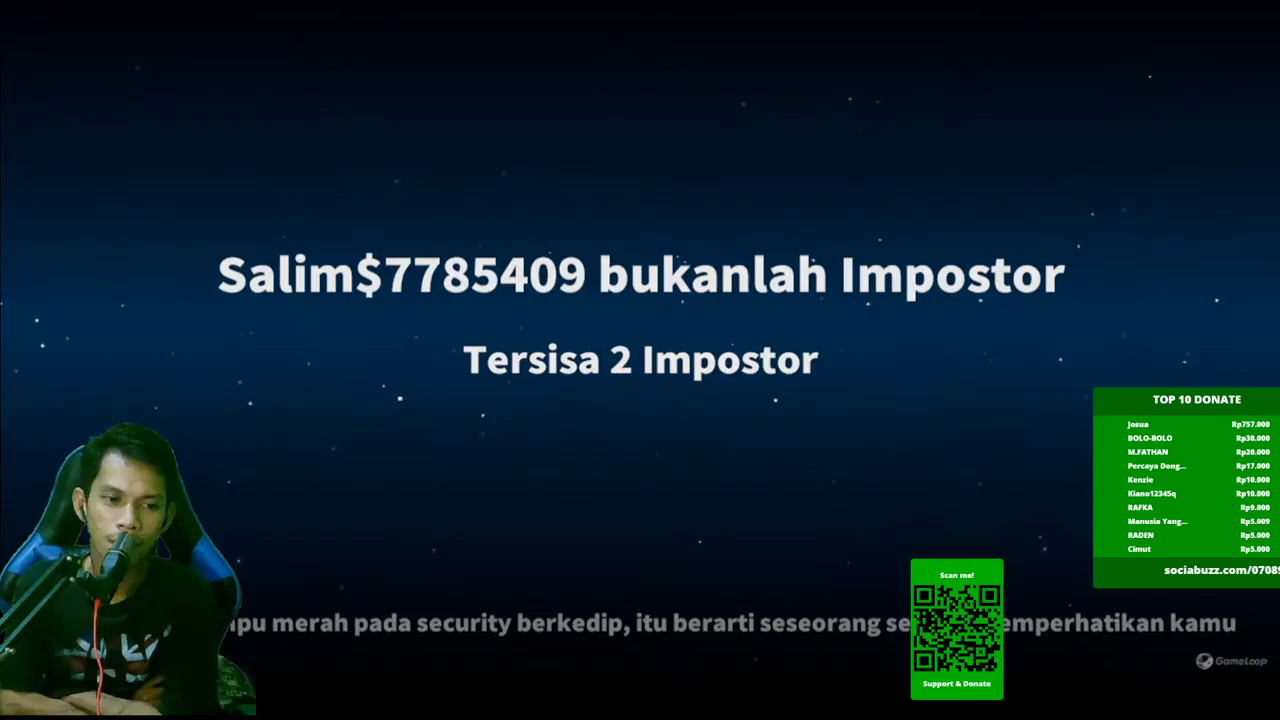 Salim$7785409 bukanlah Impostor
Tersisa 2 Impostor
TOP 10 DONATE
Josua Rp757.000
BOLO-BOLO Rp30.000
M.FATHAN Rp20.000
Percaya Dong... Rp17.000
Kenzie Rp10.000
Kiano12345q Rp10.000
RAFKA Rp9.000
Manusia Yang... Rp5.009
RADEN Rp5.000
Cimut Rp5.000
sociabuzz.com/0708
Scan me!
merah pada security berkedip, itu berarti seseorang kamu
Support & Donate
GameLoop